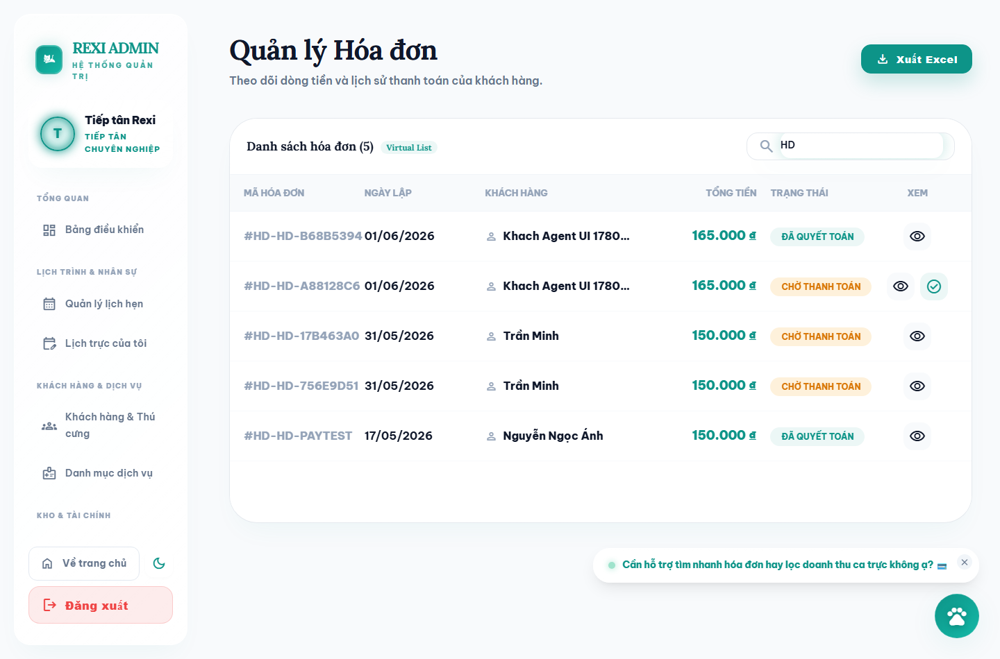 REXI ADMIN
HỆ THỐNG QUẢN
TRỊ
T
Tiếp tân Rexi
TIẾP TÂN
CHUYÊN NGHIỆP
TỔNG QUAN
Bảng điều khiển
LỊCH TRÌNH & NHÂN SỰ
Quản lý lịch hẹn
Lịch trực của tôi
KHÁCH HÀNG & DỊCH VỤ
Khách hàng & Thú
cưng
Danh mục dịch vụ
KHO & TÀI CHÍNH
Về trang chủ
Đăng xuất
Quản lý Hóa đơn
Theo dõi dòng tiền và lịch sử thanh toán của khách hàng.
Xuất Excel
Danh sách hóa đơn (5) Virtual List
HD
MÃ HÓA ĐƠN NGÀY LẬP KHÁCH HÀNG TỔNG TIỀN TRẠNG THÁI XEM
#HD-HD-B68B5394 01/06/2026 Khach Agent UI 1780... 165.000 ₫ ĐÃ QUYẾT TOÁN
#HD-HD-A88128C6 01/06/2026 Khach Agent UI 1780... 165.000 ₫ CHỜ THANH TOÁN
#HD-HD-17B463A0 31/05/2026 Trần Minh 150.000 ₫ CHỜ THANH TOÁN
#HD-HD-756E9D51 31/05/2026 Trần Minh 150.000 ₫ CHỜ THANH TOÁN
#HD-HD-PAYTEST 17/05/2026 Nguyễn Ngọc Ánh 150.000 ₫ ĐÃ QUYẾT TOÁN
Cần hỗ trợ tìm nhanh hóa đơn hay lọc doanh thu ca trực không ạ? 💳